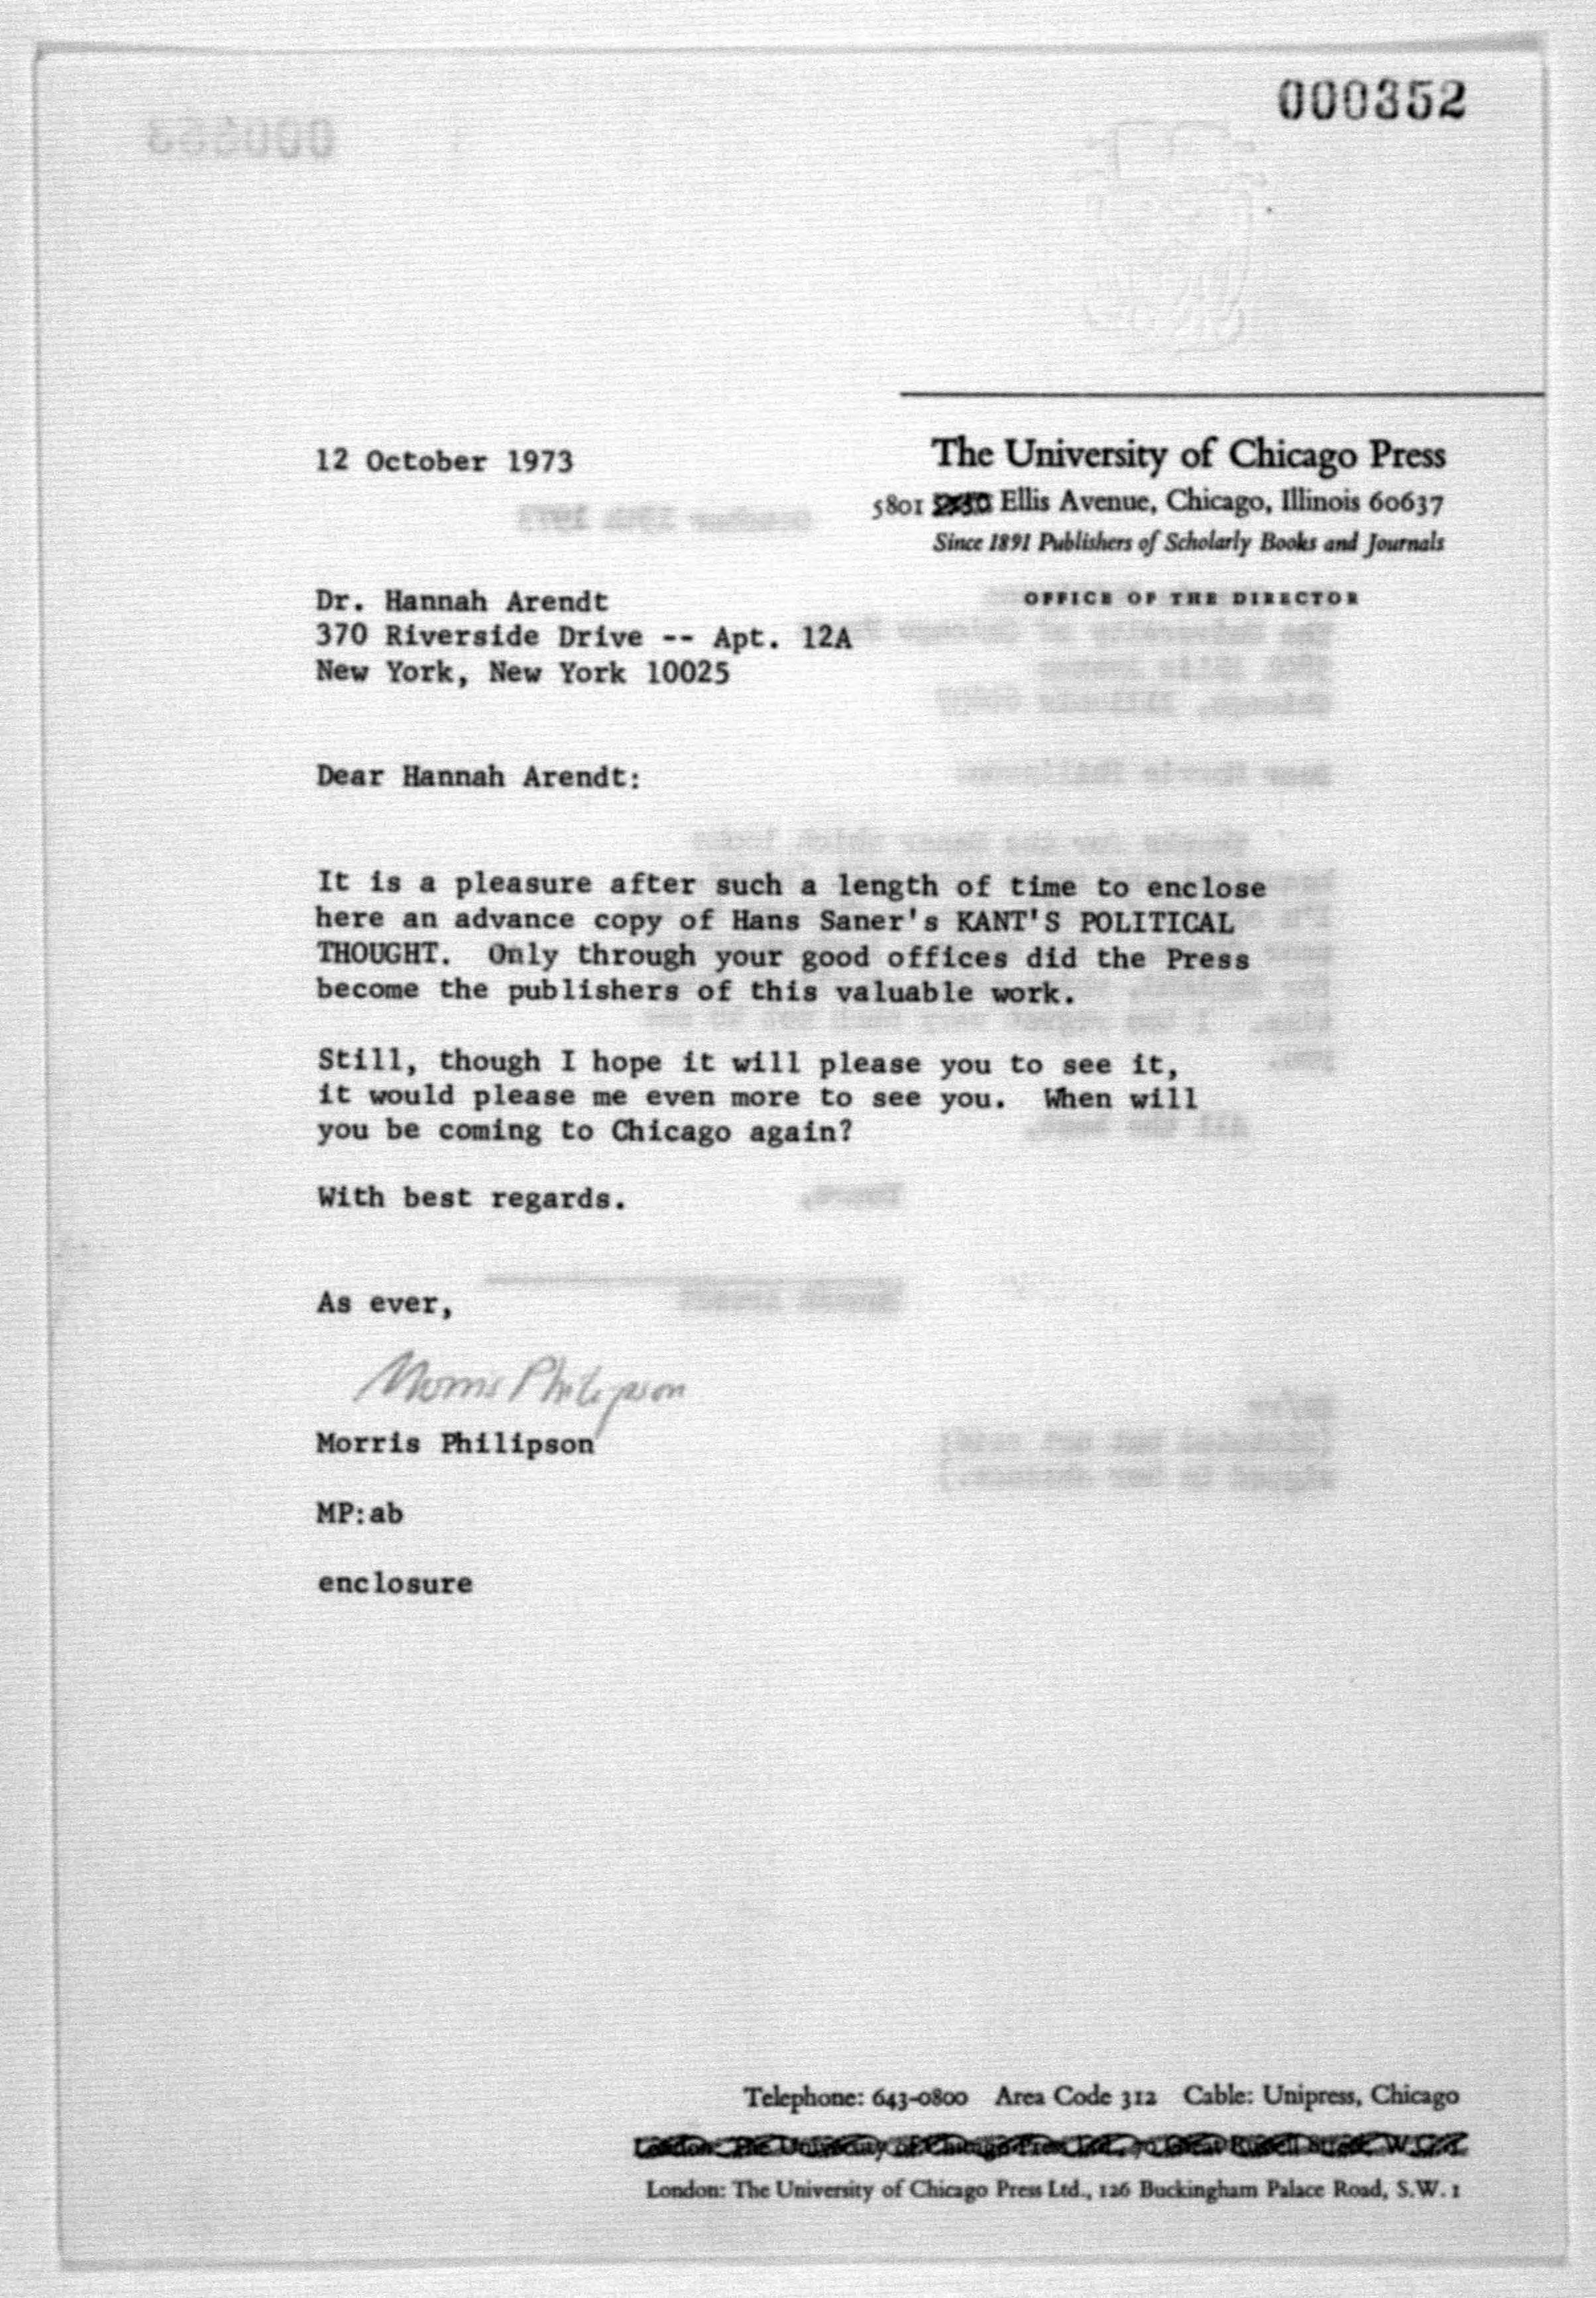 000352
The University of Chicago Press
5801 Ellis Avenue, Chicago, Illinois 60637
Since 1891 Publishers of Scholarly Books and Journals
OFFICE OF THE DIRECTOR
12 October 1973
Dr. Hannah Arendt
370 Riverside Drive -- Apt. 12A
New York, New York 10025
Dear Hannah Arendt:
It is a pleasure after such a length of time to enclose
here an advance copy of Hans Saner's KANT'S POLITICAL
THOUGHT. Only through your good offices did the Press
become the publishers of this valuable work.
Still, though I hope it will please you to see it,
it would please me even more to see you. When will
you be coming to Chicago again?
With best regards.
As ever,
Morris Philipson
Morris Philipson
MP:ab
enclosure
Telephone: 643-0800 Area Code 312 Cable: Unipress, Chicago
London: The University of Chicago Press Ltd., 126 Buckingham Palace Road, S.W. 1